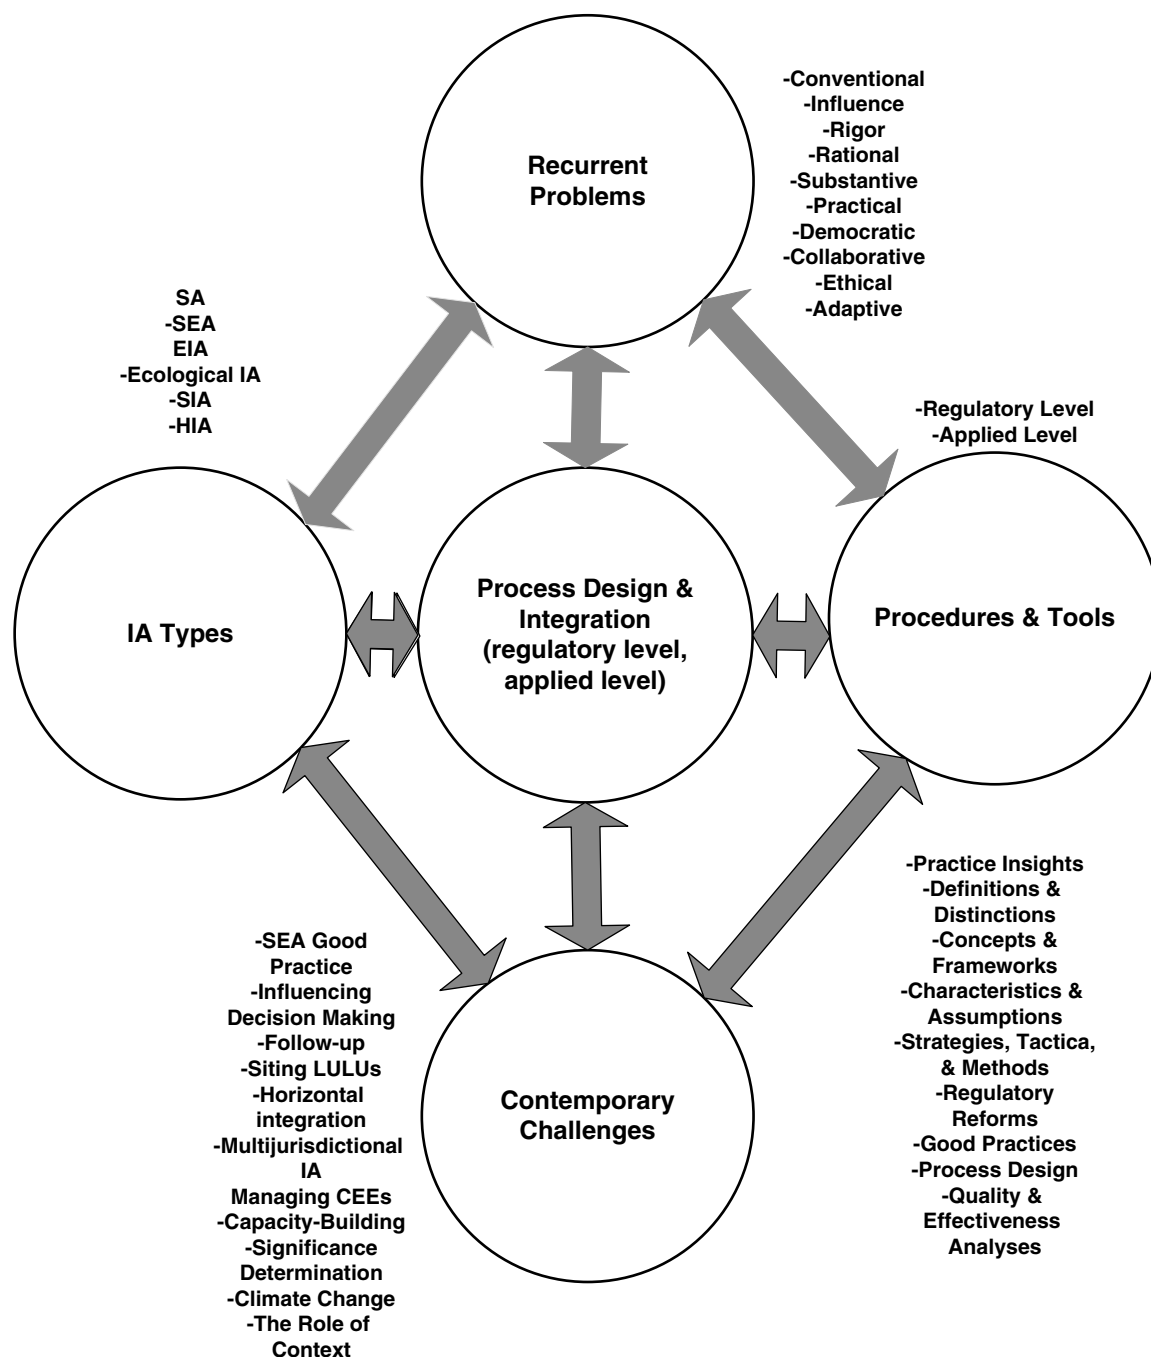 Recurrent
Problems
-Conventional
-Influence
-Rigor
-Rational
-Substantive
-Practical
-Democratic
-Collaborative
-Ethical
-Adaptive
SA
-SEA
EIA
-Ecological IA
-SIA
-HIA
-Regulatory Level
-Applied Level
IA Types
Process Design &
Integration
(regulatory level,
applied level)
Procedures & Tools
-SEA Good
Practice
-Influencing
Decision Making
-Follow-up
-Siting LULUs
-Horizontal
integration
-Multijurisdictional
IA
Managing CEEs
-Capacity-Building
-Significance
Determination
-Climate Change
-The Role of
Context
Contemporary
Challenges
-Practice Insights
-Definitions &
Distinctions
-Concepts &
Frameworks
-Characteristics &
Assumptions
-Strategies, Tactica,
& Methods
-Regulatory
Reforms
-Good Practices
-Process Design
-Quality &
Effectiveness
Analyses